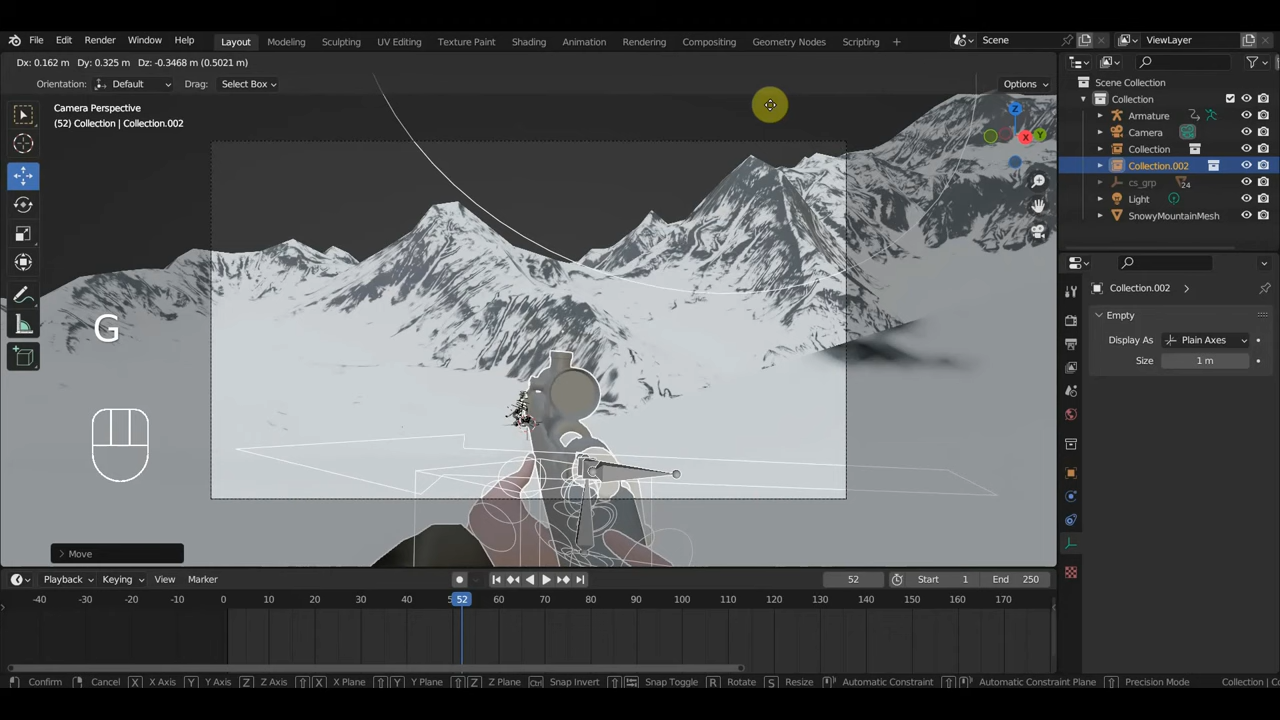 File Edit Render Window Help Layout Modeling Sculpting UV Editing Texture Paint Shading Animation Rendering Compositing Geometry Nodes Scripting + Scene ViewLayer
Dx: 0.162 m Dy: 0.325 m Dz: -0.3468 m (0.5021 m)
Orientation: Default Drag: Select Box Options
Camera Perspective
(52) Collection | Collection.002
Z
X
Y
G
Move
Scene Collection
Collection
Armature
Camera
Collection
Collection.002
cs_grp 24
Light
SnowyMountainMesh
Collection.002
Empty
Display As Plain Axes
Size 1 m
Playback Keying View Marker 52 Start 1 End 250
-40 -30 -20 -10 0 10 20 30 40 52 60 70 80 90 100 110 120 130 140 150 160 170
Confirm Cancel X X Axis Y Y Axis Z Z Axis X X Plane Y Y Plane Z Z Plane Ctrl Snap Invert Snap Toggle R Rotate S Resize Automatic Constraint Automatic Constraint Plane Precision Mode Collection | Co